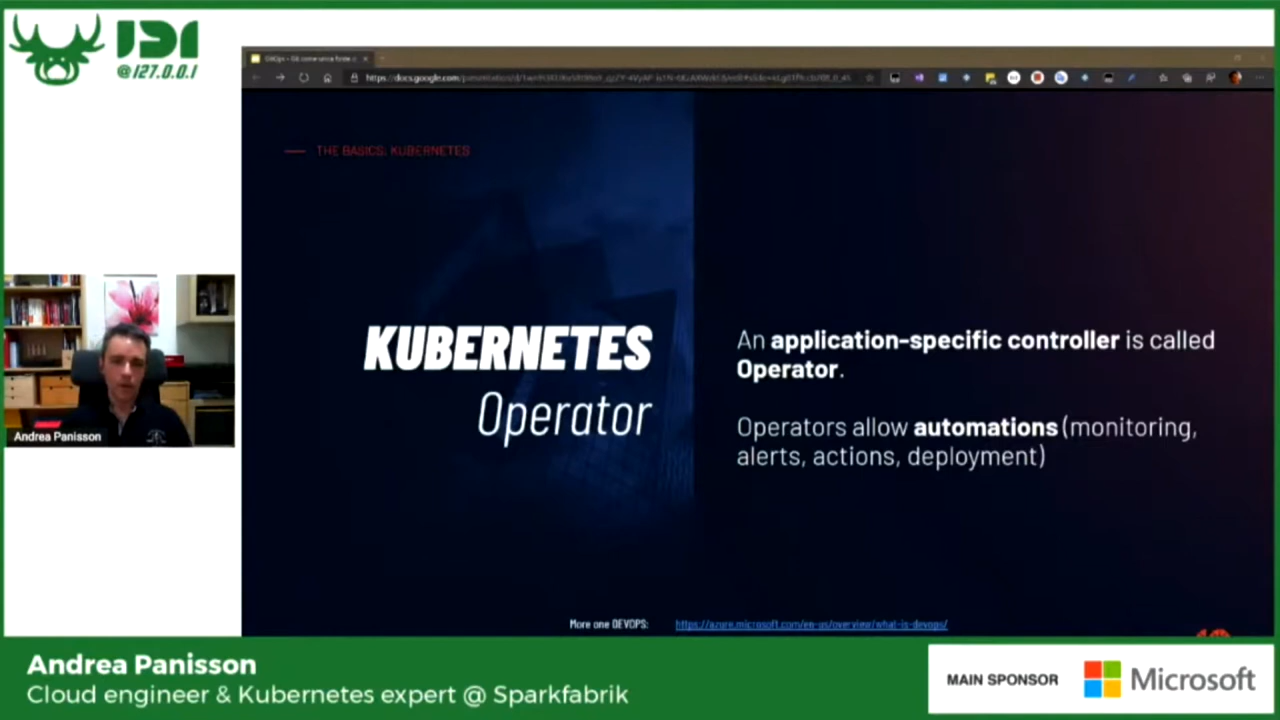 IDI
@127.0.0.1
THE BASICS: KUBERNETES
KUBERNETES
Operator
An application-specific controller is called
Operator.
Operators allow automations (monitoring,
alerts, actions, deployment)
More one DEVOPS:
https://azure.microsoft.com/en-us/overview/what-is-devops/
Andrea Panisson
Andrea Panisson
Cloud engineer & Kubernetes expert @ Sparkfabrik
MAIN SPONSOR
Microsoft